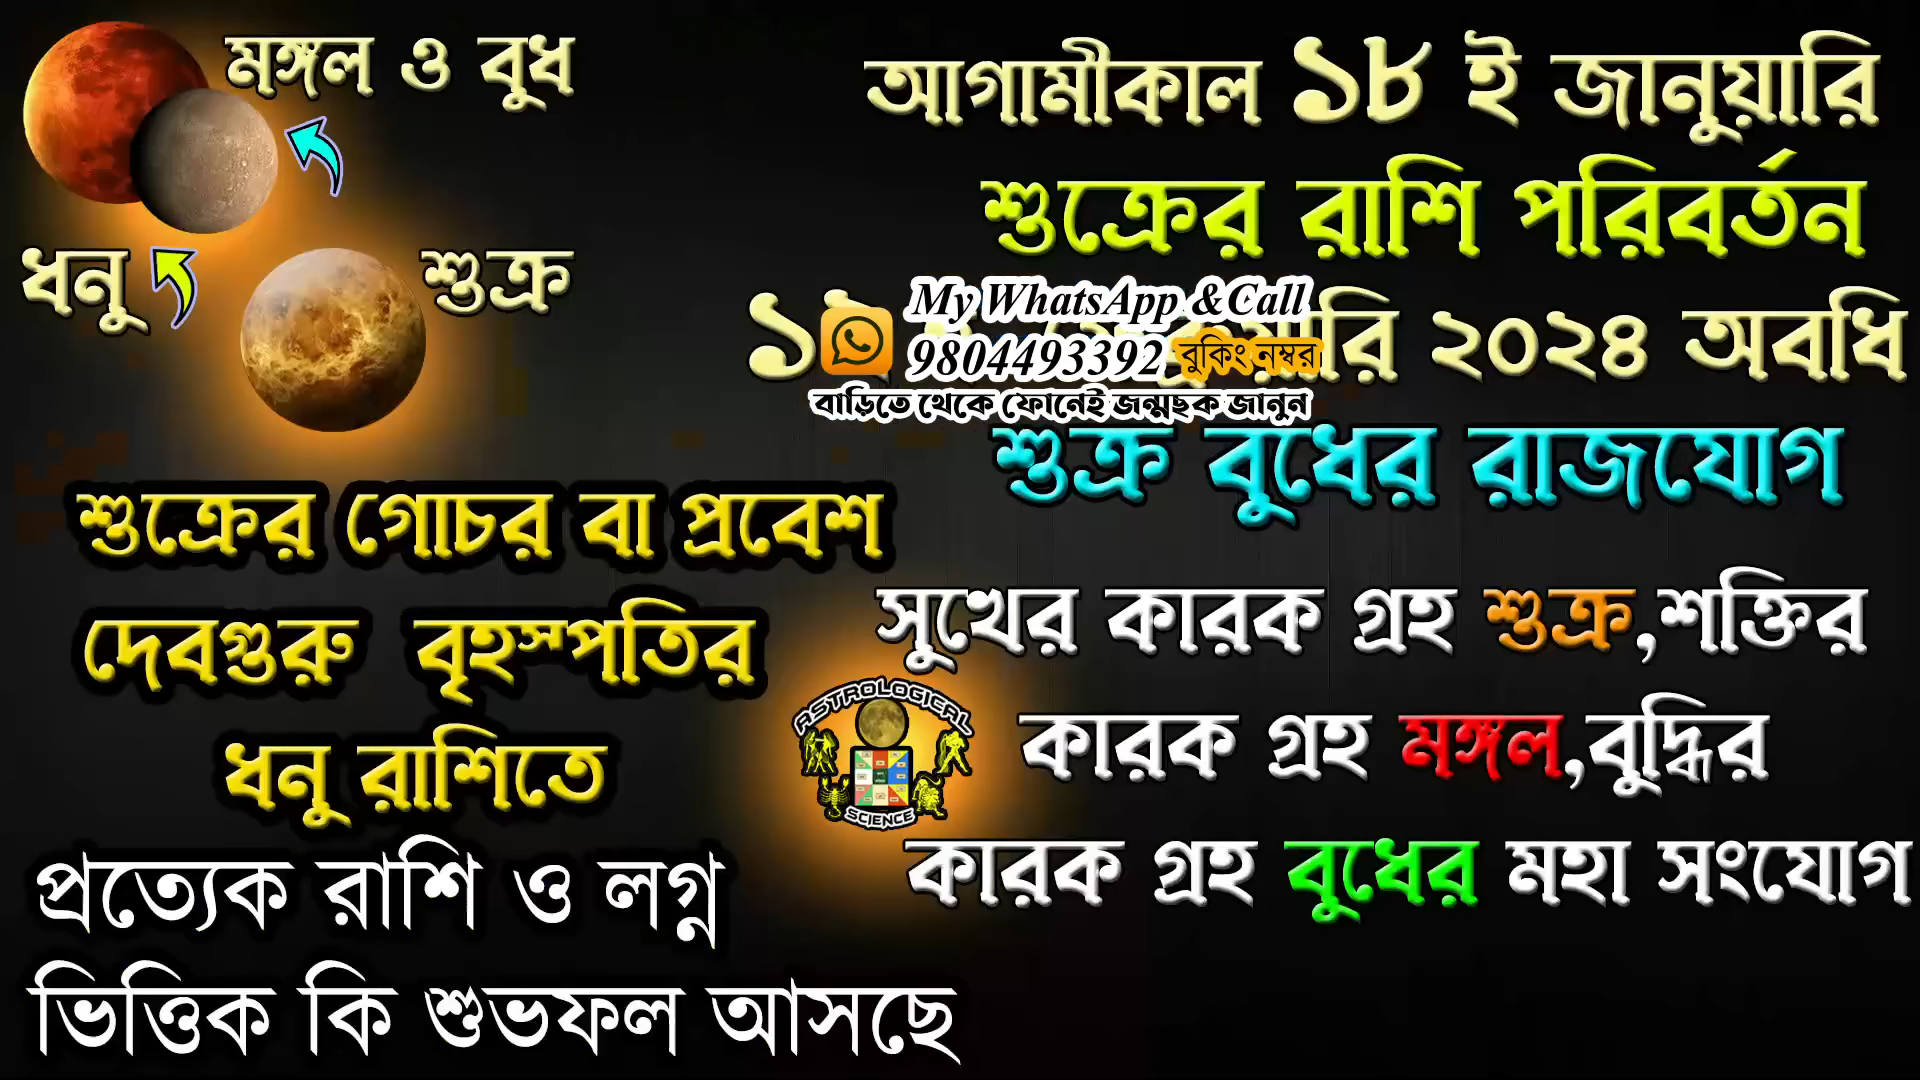 মঙ্গল ও বুধ
ধনু
শুক্র
আগামীকাল ১৮ ই জানুয়ারি
শুক্রের রাশি পরিবর্তন
২০২৪ অবধি
My WhatsApp & Call
9804493392 বুকিং নম্বর
বাড়িতে থেকে ফোনেই জন্মছক জানুন
শুক্র বুধের রাজযোগ
শুক্রের গোচর বা প্রবেশ
দেবগুরু বৃহস্পতির
ধনু রাশিতে
প্রত্যেক রাশি ও লগ্ন
ভিত্তিক কি শুভফল আসছে
সুখের কারক গ্রহ শুক্র,শক্তির
কারক গ্রহ মঙ্গল,বুদ্ধির
কারক গ্রহ বুধের মহা সংযোগ
ASTROLOGICAL
SCIENCE